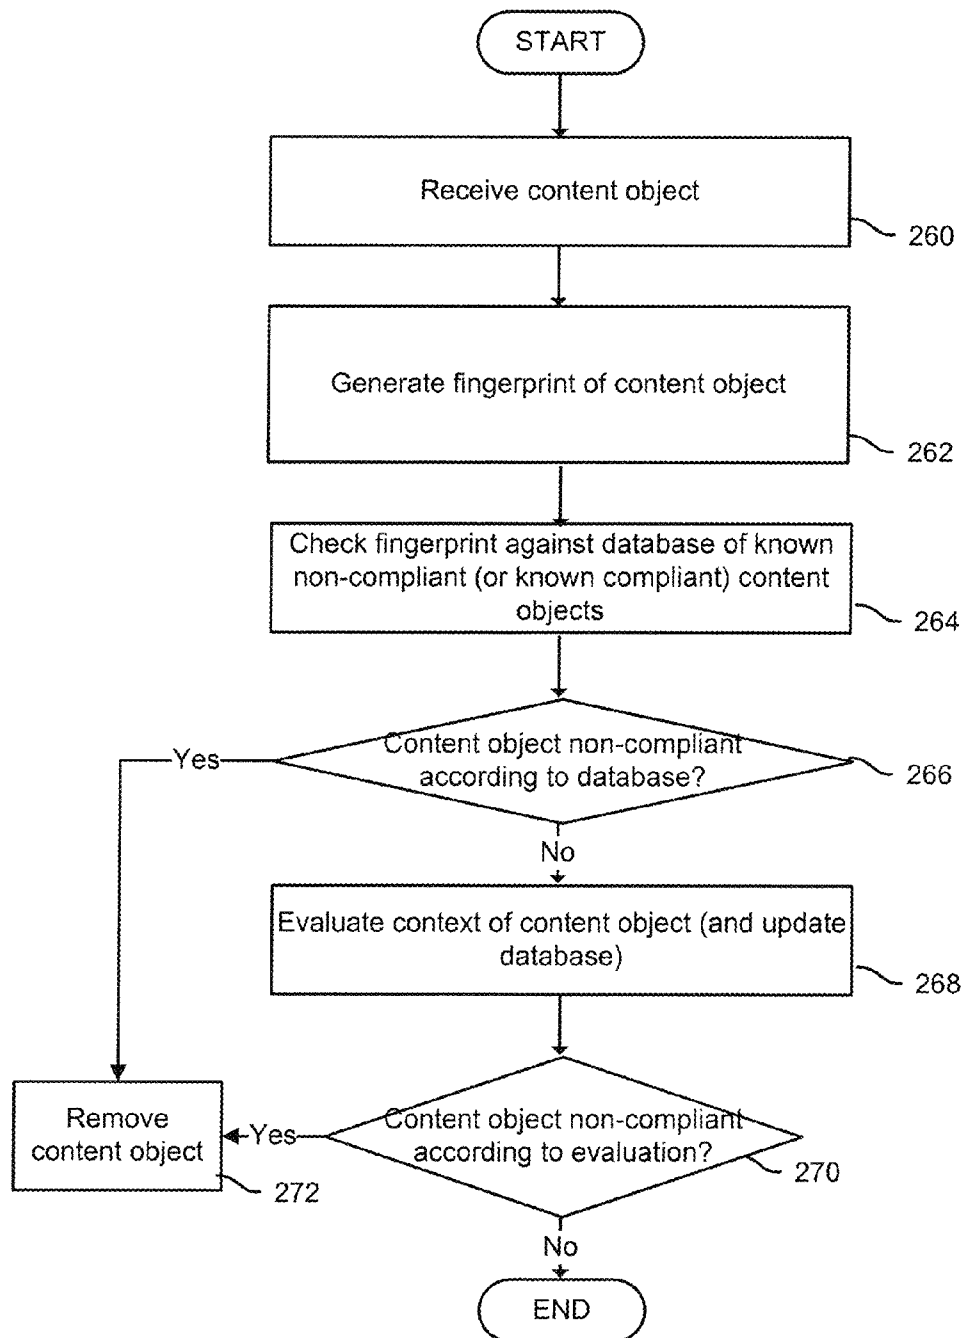 START
Receive content object
260
Generate fingerprint of content object
262
Check fingerprint against database of known
non-compliant (or known compliant) content
objects
264
Content object non-compliant
according to database?
266
Yes
No
Evaluate context of content object (and update
database)
268
Content object non-compliant
according to evaluation?
270
Yes
Remove
content object
272
No
END